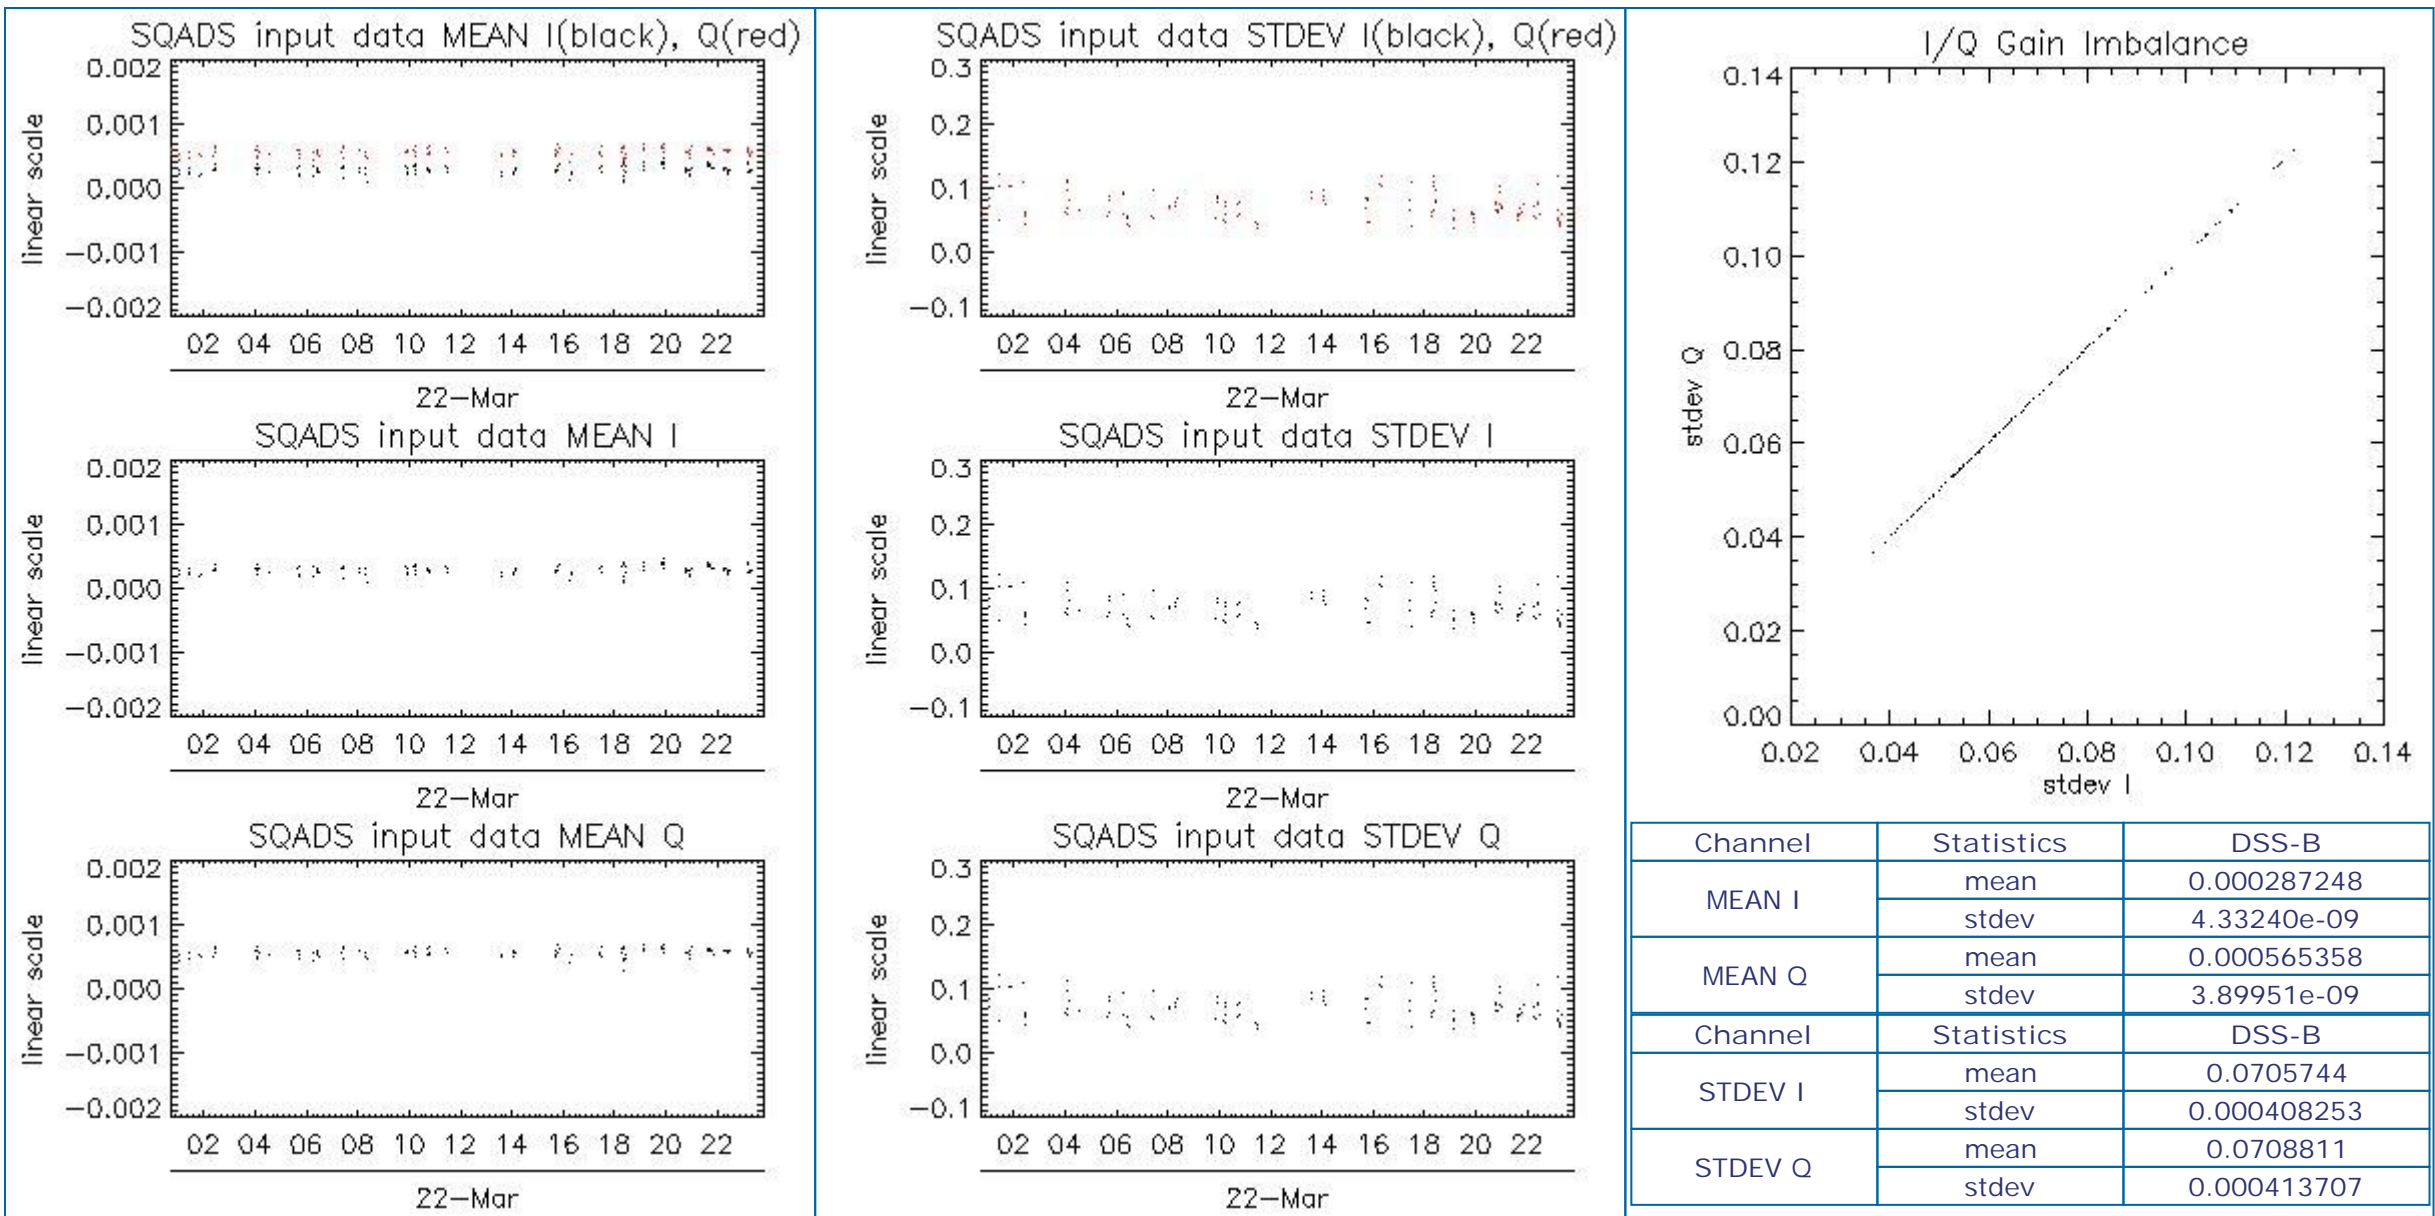 SQADS input data MEAN I(black), Q(red)
0.002
0.001
0.000
-0.001
-0.002
linear scale
02 04 06 08 10 12 14 16 18 20 22
22-Mar
SQADS input data MEAN I
0.002
0.001
0.000
-0.001
-0.002
linear scale
02 04 06 08 10 12 14 16 18 20 22
22-Mar
SQADS input data MEAN Q
0.002
0.001
0.000
-0.001
-0.002
linear scale
02 04 06 08 10 12 14 16 18 20 22
22-Mar
SQADS input data STDEV I(black), Q(red)
0.3
0.2
0.1
0.0
-0.1
linear scale
02 04 06 08 10 12 14 16 18 20 22
22-Mar
SQADS input data STDEV I
0.3
0.2
0.1
0.0
-0.1
linear scale
02 04 06 08 10 12 14 16 18 20 22
22-Mar
SQADS input data STDEV Q
0.3
0.2
0.1
0.0
-0.1
linear scale
02 04 06 08 10 12 14 16 18 20 22
22-Mar
I/Q Gain Imbalance
0.14
0.12
0.10
0.08
0.06
0.04
0.02
0.00
stdev Q
0.02 0.04 0.06 0.08 0.10 0.12 0.14
stdev I
Channel Statistics DSS-B
MEAN I mean 0.000287248
stdev 4.33240e-09
MEAN Q mean 0.000565358
stdev 3.89951e-09
Channel Statistics DSS-B
STDEV I mean 0.0705744
stdev 0.000408253
STDEV Q mean 0.0708811
stdev 0.000413707